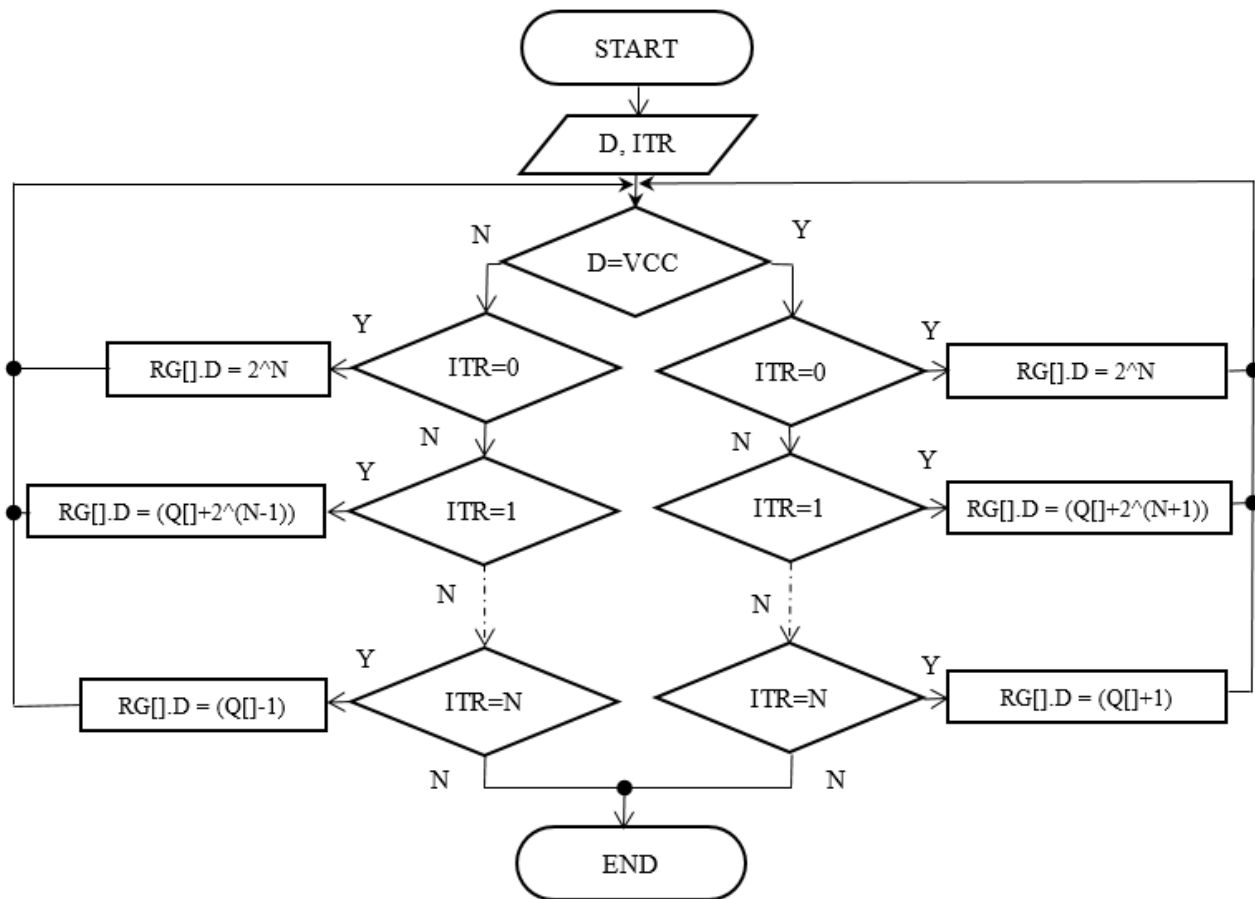 START
D, ITR
N
Y
D=VCC
Y
ITR=0
ITR=0
Y
RG[].D = 2^N
RG[].D = 2^N
N
N
Y
ITR=1
ITR=1
Y
RG[].D = (Q[]+2^(N-1))
RG[].D = (Q[]+2^(N+1))
N
N
Y
ITR=N
ITR=N
Y
RG[].D = (Q[]-1)
RG[].D = (Q[]+1)
N
N
END